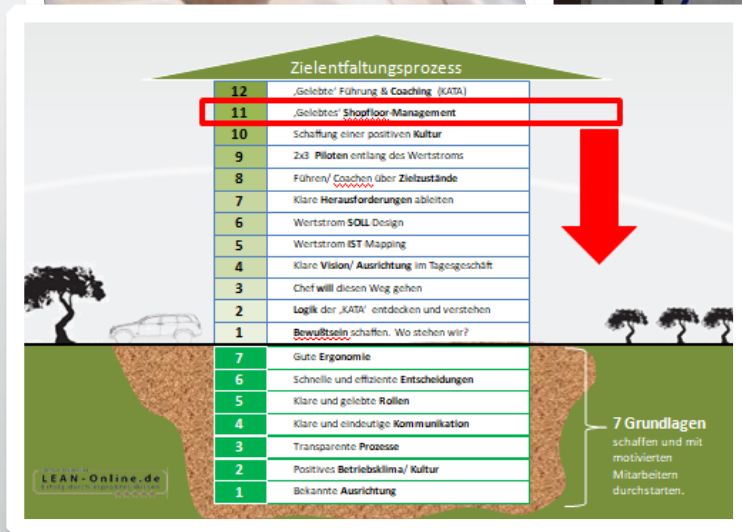 Zielentfaltungsprozess
12 ‚Gelebte' Führung & Coaching (KATA)
11 ‚Gelebtes' Shopfloor-Management
10 Schaffung einer positiven Kultur
9 2x3 Piloten entlang des Wertstroms
8 Führen/ Coachen über Zielzustände
7 Klare Herausforderungen ableiten
6 Wertstrom SOLL-Design
5 Wertstrom IST-Mapping
4 Klare Vision/ Ausrichtung im Tagesgeschäft
3 Chef will diesen Weg gehen
2 Logik der ‚KATA' entdecken und verstehen
1 Bewußtsein schaffen. Wo stehen wir?
7 Gute Ergonomie
6 Schnelle und effiziente Entscheidungen
5 Klare und gelebte Rollen
4 Klare und eindeutige Kommunikation
3 Transparente Prozesse
2 Positives Betriebsklima/ Kultur
1 Bekannte Ausrichtung
7 Grundlagen
schaffen und mit
motivierten
Mitarbeitern
durchstarten.
LEAN-Online.de